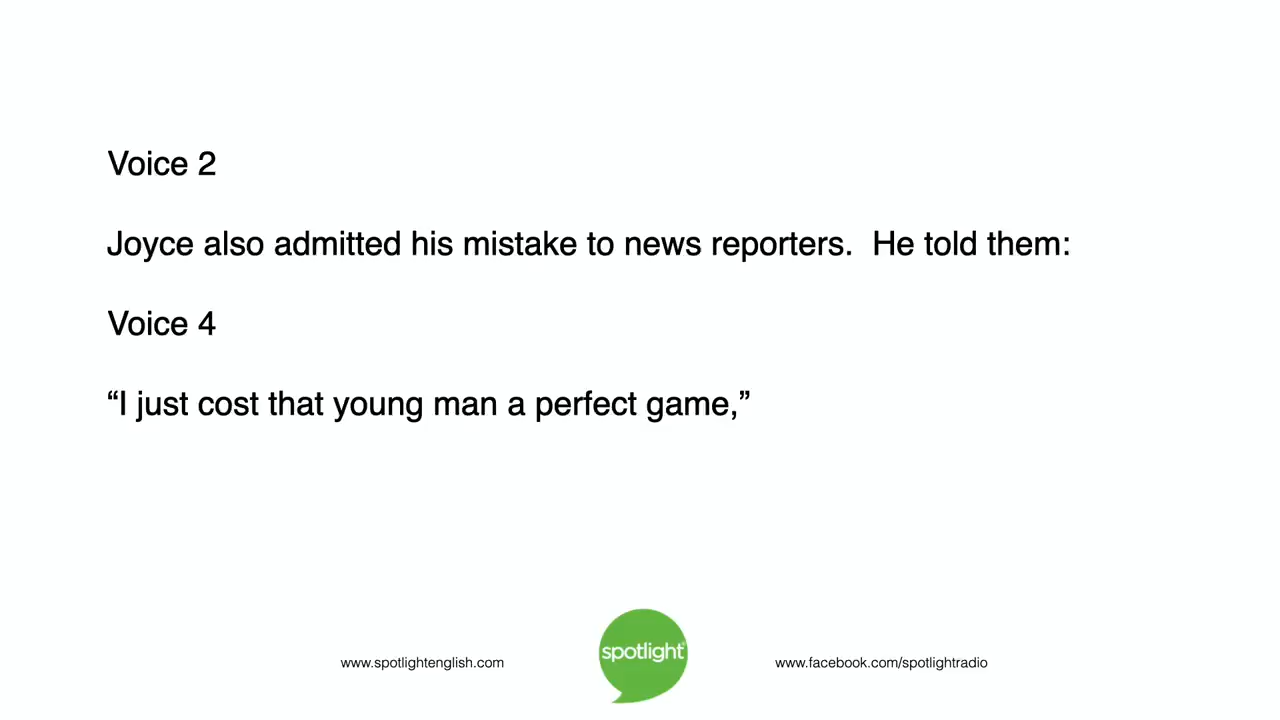 Voice 2
Joyce also admitted his mistake to news reporters.  He told them:
Voice 4
“I just cost that young man a perfect game,”
www.spotlightenglish.com
spotlight
www.facebook.com/spotlightradio